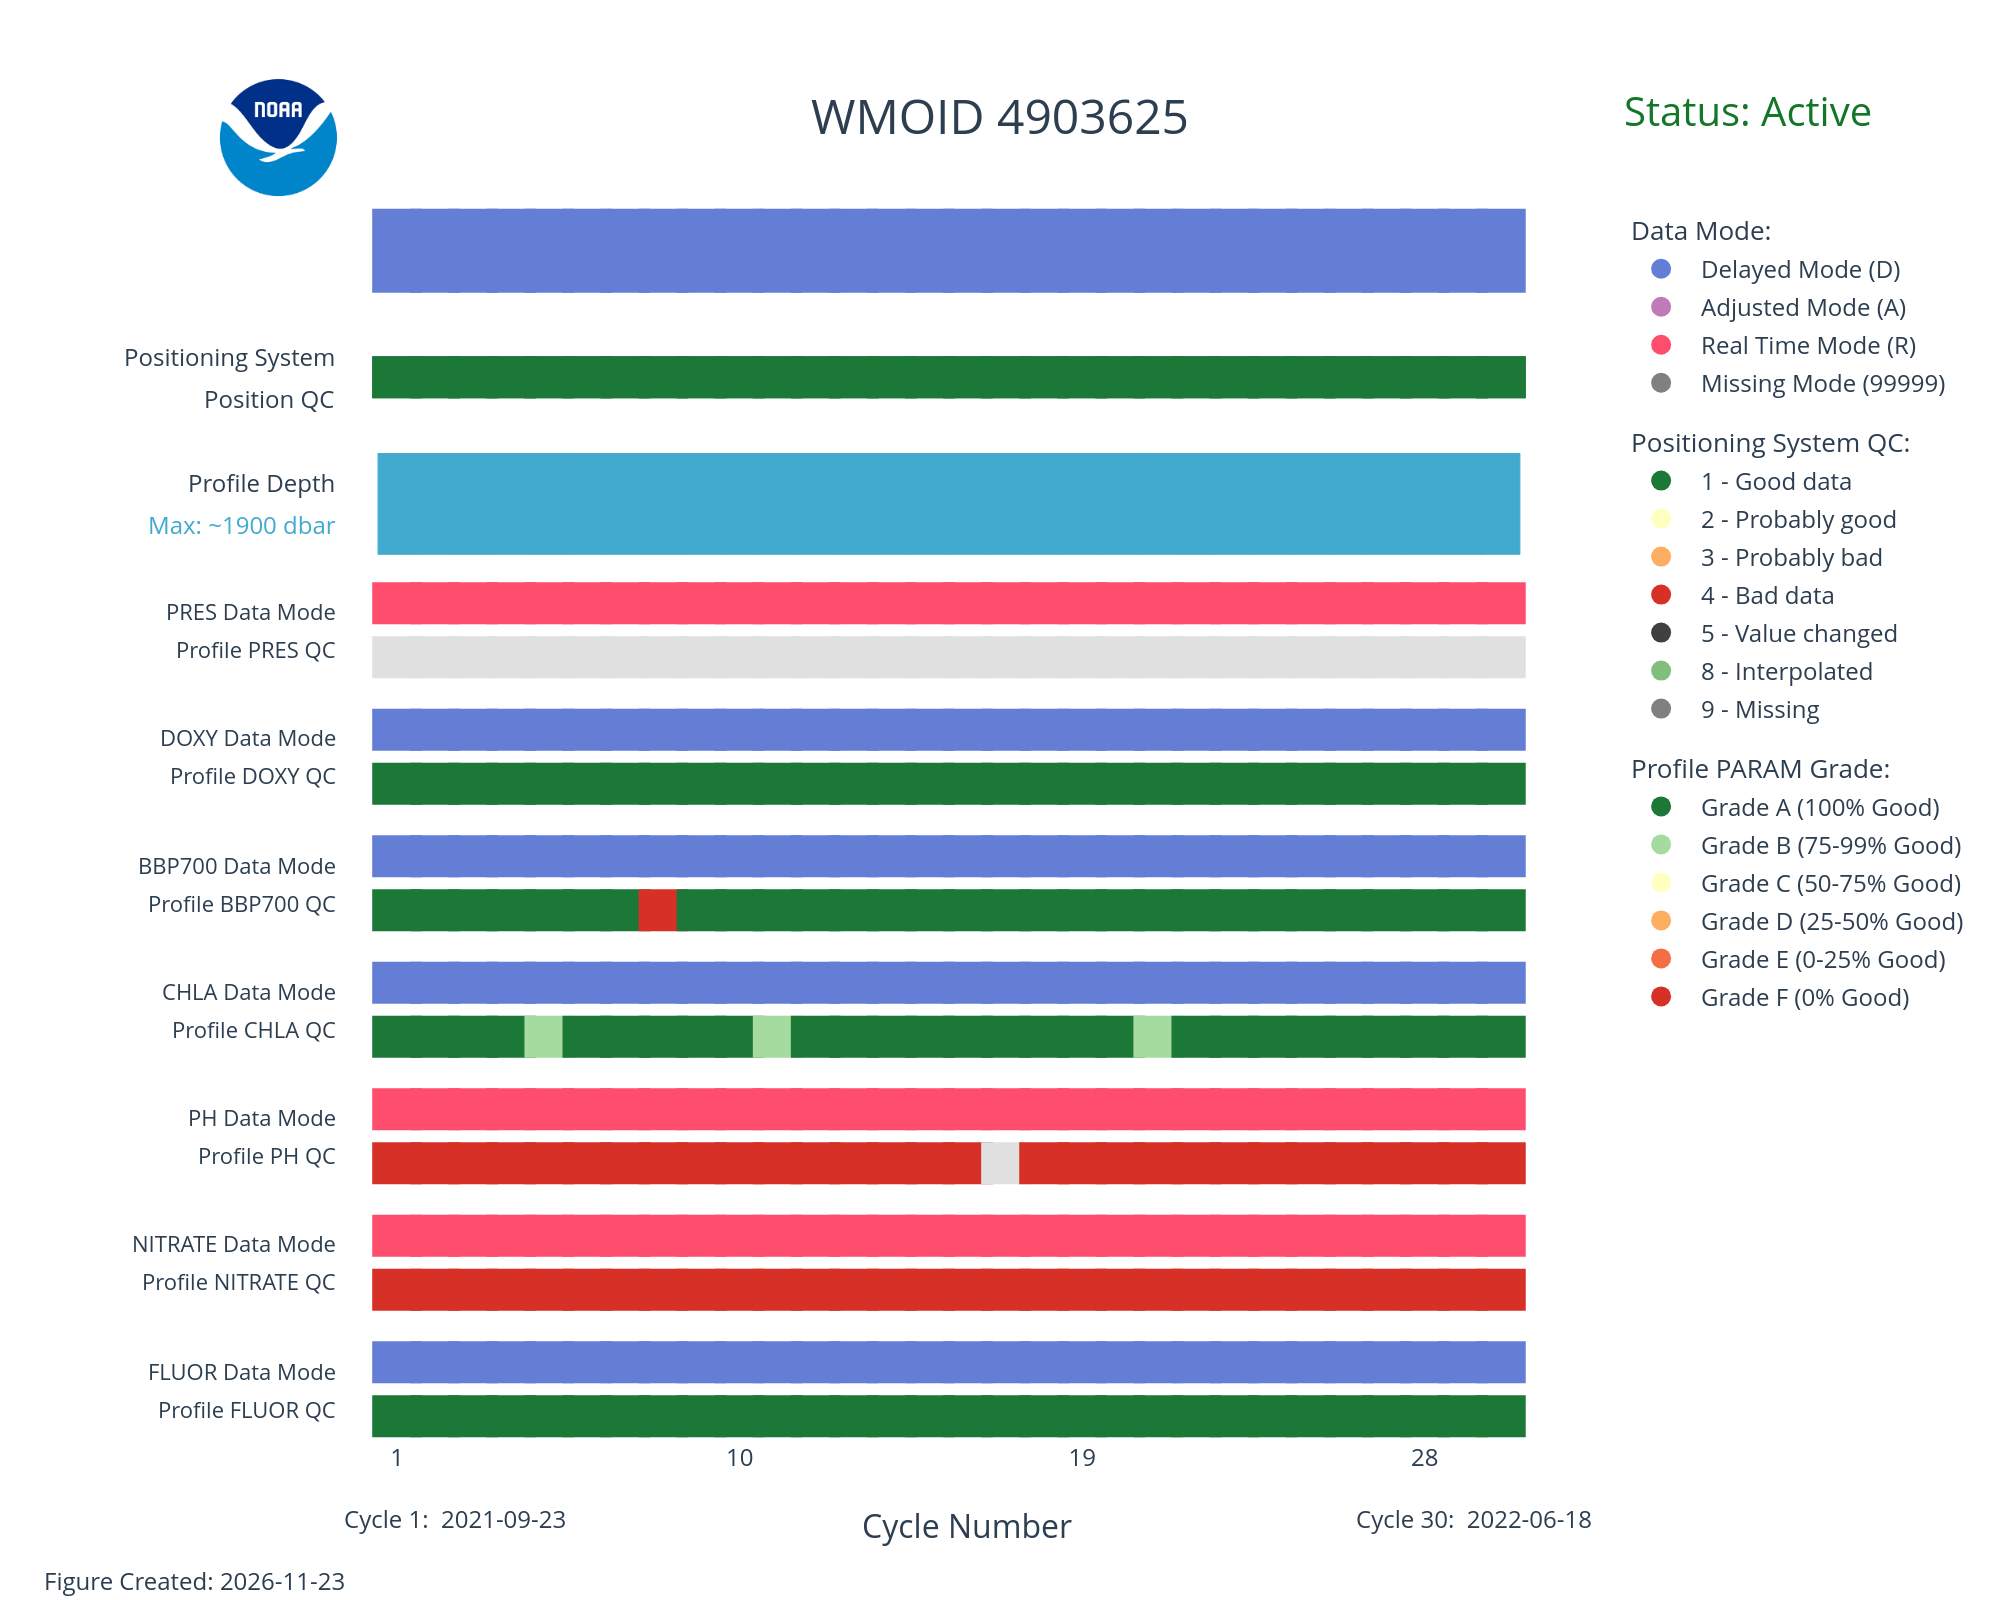 NOAA
WMOID 4903625
Status: Active
Data Mode:
Delayed Mode (D)
Adjusted Mode (A)
Real Time Mode (R)
Missing Mode (99999)
Positioning System QC:
1 - Good data
2 - Probably good
3 - Probably bad
4 - Bad data
5 - Value changed
8 - Interpolated
9 - Missing
Profile PARAM Grade:
Grade A (100% Good)
Grade B (75-99% Good)
Grade C (50-75% Good)
Grade D (25-50% Good)
Grade E (0-25% Good)
Grade F (0% Good)
Positioning System
Position QC
Profile Depth
Max: ~1900 dbar
PRES Data Mode
Profile PRES QC
DOXY Data Mode
Profile DOXY QC
BBP700 Data Mode
Profile BBP700 QC
CHLA Data Mode
Profile CHLA QC
PH Data Mode
Profile PH QC
NITRATE Data Mode
Profile NITRATE QC
FLUOR Data Mode
Profile FLUOR QC
1 10 19 28
Cycle 1: 2021-09-23
Cycle Number
Cycle 30: 2022-06-18
Figure Created: 2026-11-23